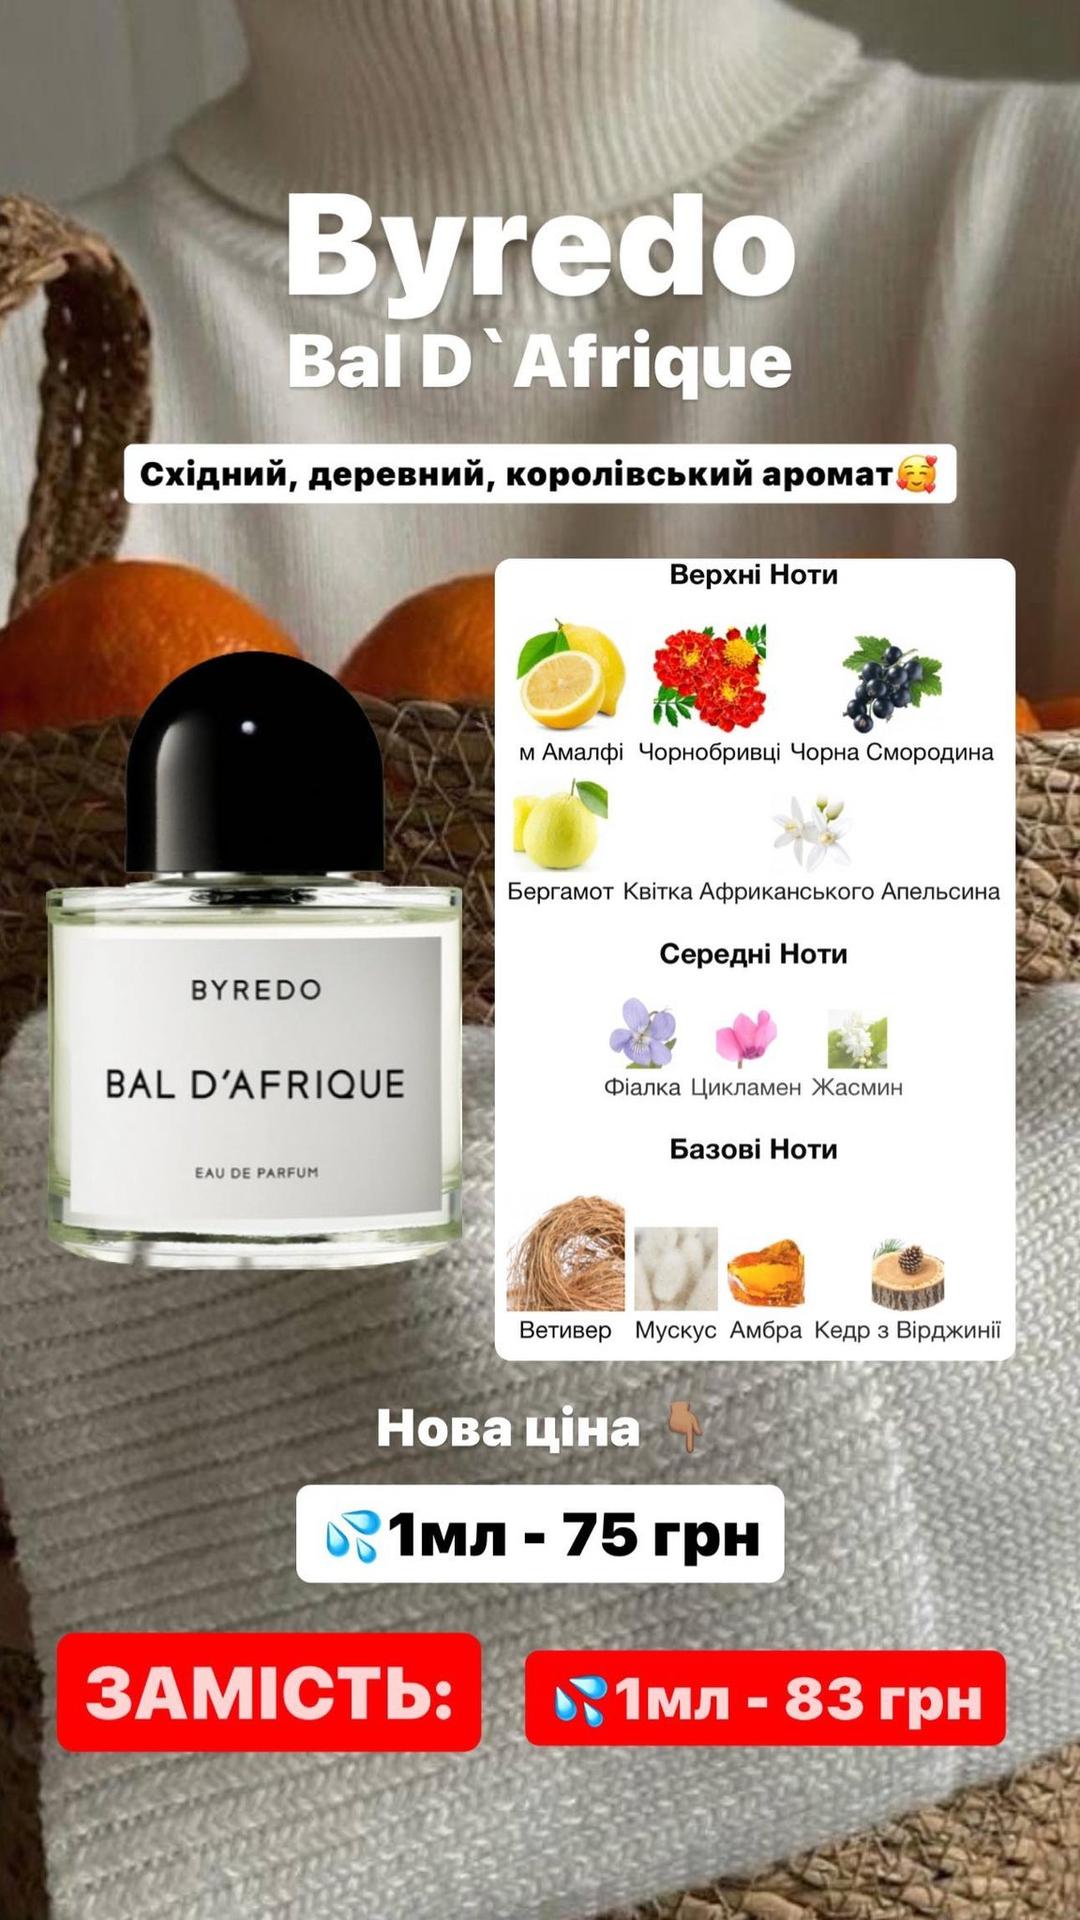 Byredo
Bal D`Afrique
Східний, деревний, королівський аромат🥰
Верхні Ноти
м Амалфі Чорнобривці Чорна Смородина
Бергамот Квітка Африканського Апельсина
Середні Ноти
Фіалка Цикламен Жасмин
Базові Ноти
Ветивер Мускус Амбра Кедр з Вірджинії
BYREDO
BAL D'AFRIQUE
EAU DE PARFUM
Нова ціна 👇🏽
💦1мл - 75 грн
ЗАМІСТЬ: 💦1мл - 83 грн